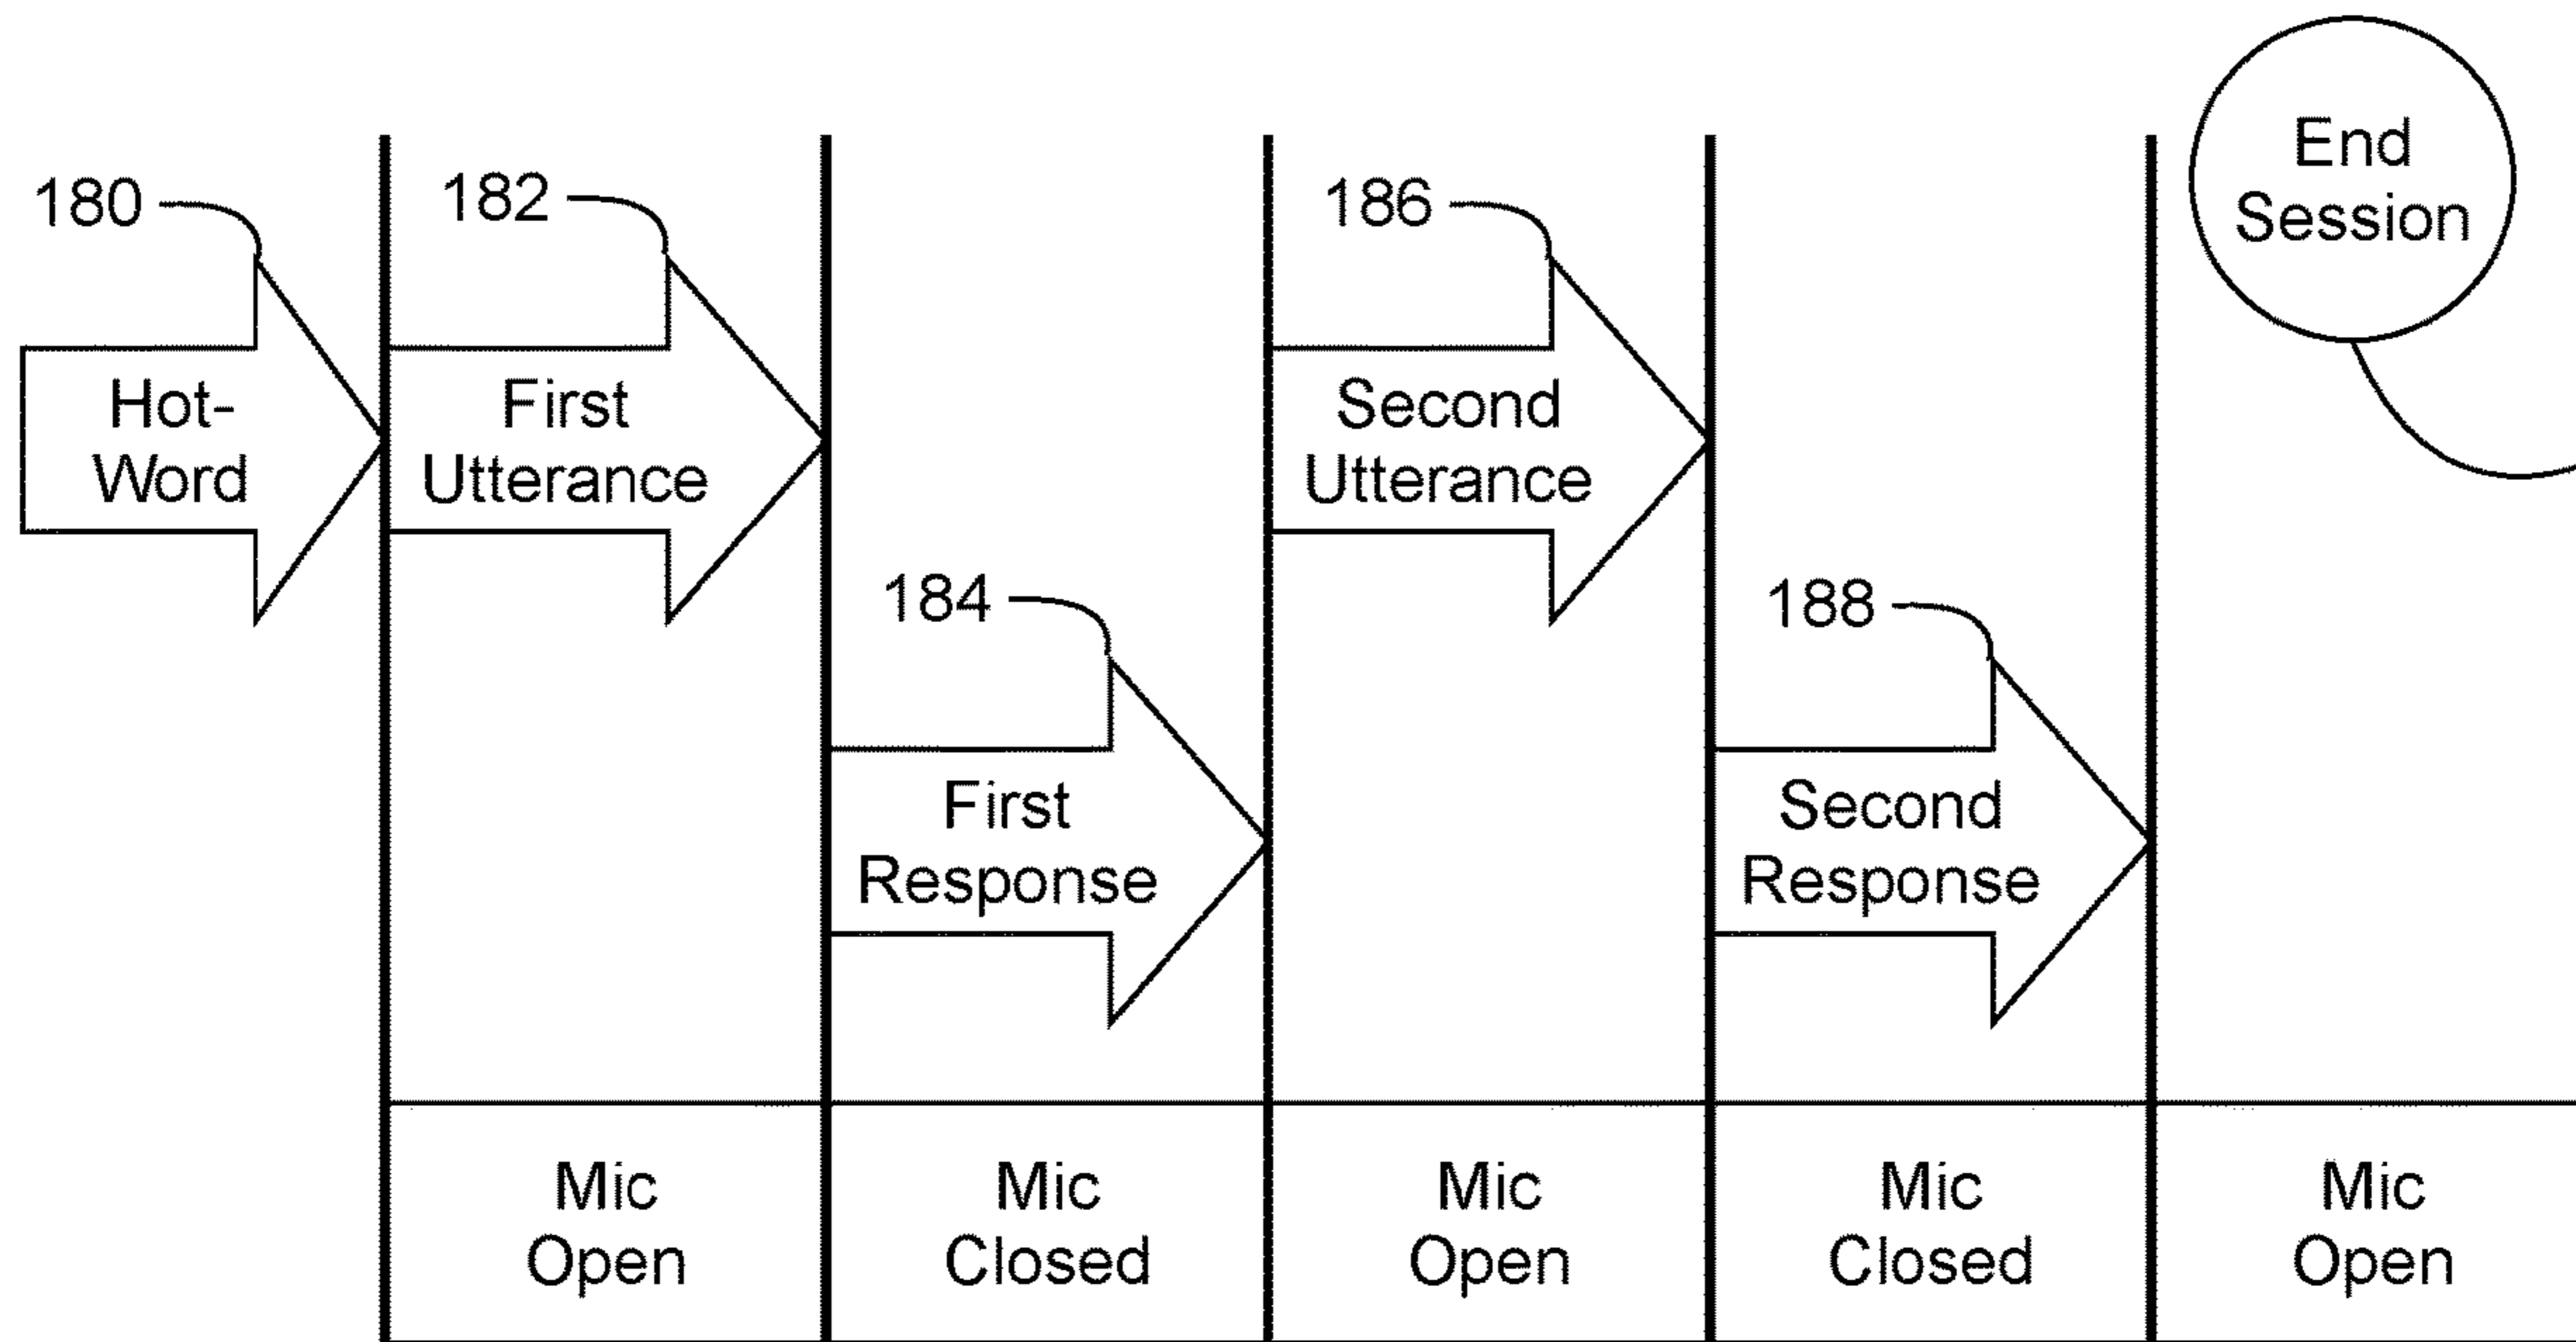 End
Session
180
182
186
Hot-
Word
First
Utterance
Second
Utterance
184
188
First
Response
Second
Response
Mic
Open
Mic
Closed
Mic
Open
Mic
Closed
Mic
Open